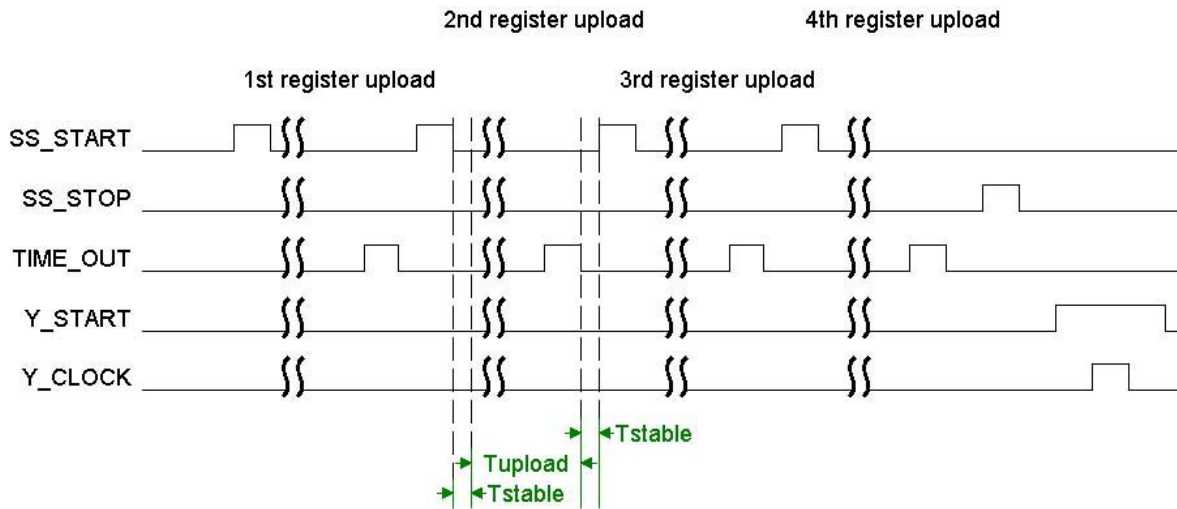 2nd register upload
4th register upload
1st register upload
3rd register upload
SS_START
SS_STOP
TIME_OUT
Y_START
Y_CLOCK
Tstable
Tupload
Tstable